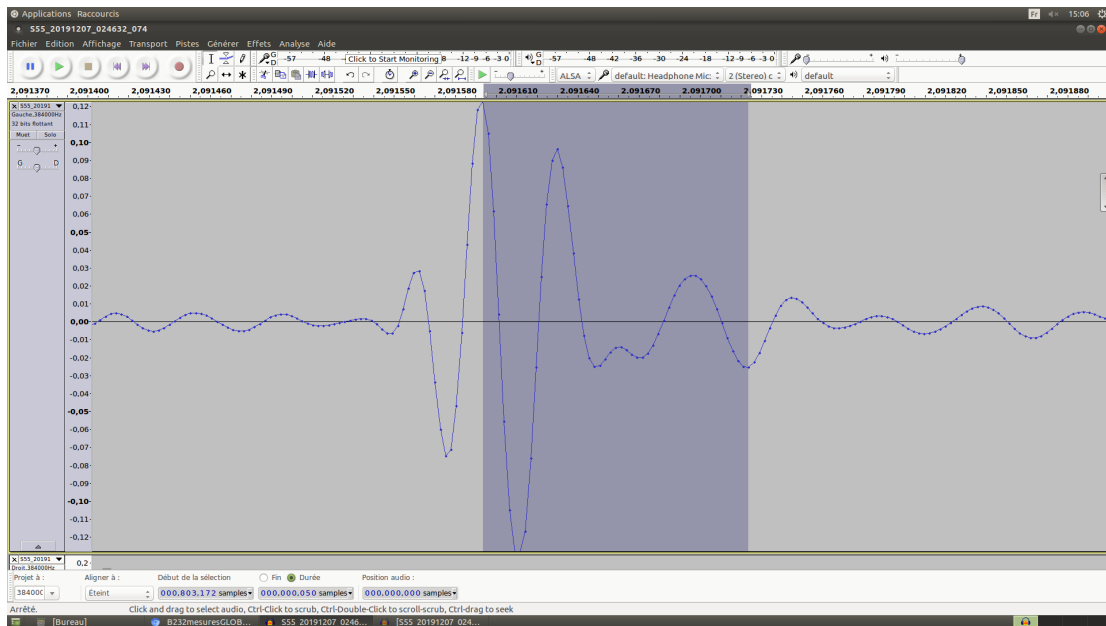 Applications Raccourcis
Fr 15:06
S55_20191207_024632_074
Fichier Edition Affichage Transport Pistes Générer Effets Analyse Aide
G D -57 -48 Click to Start Monitoring 8 -12 -9 -6 -3 0 G D -57 -48 -42 -36 -30 -24 -18 -12 -9 -6 -3 0
ALSA default: Headphone Mic: 2 (Stereo) c default
2,091370 2,091400 2,091430 2,091460 2,091490 2,091520 2,091550 2,091580 2,091610 2,091640 2,091670 2,091700 2,091730 2,091760 2,091790 2,091820 2,091850 2,091880
S55_20191
Gauche,384000Hz
32 bits flottant
Muet Solo
- +
G D
0,12
0,11
0,10
0,09
0,08
0,07
0,06
0,05
0,04
0,03
0,02
0,01
0,00
-0,01
-0,02
-0,03
-0,04
-0,05
-0,06
-0,07
-0,08
-0,09
-0,10
-0,11
-0,12
S55_20191
Droit,384000Hz
0,2
Projet à : Aligner à : Début de la sélection Fin Durée Position audio :
38400 Eteint 000,803,172 samples 000,000,050 samples 000,000,000 samples
Arrêté. Click and drag to select audio, Ctrl-Click to scrub, Ctrl-Double-Click to scroll-scrub, Ctrl-drag to seek
[Bureau] B232mesuresGLOB... S55_20191207_0246... [S55_20191207_024...